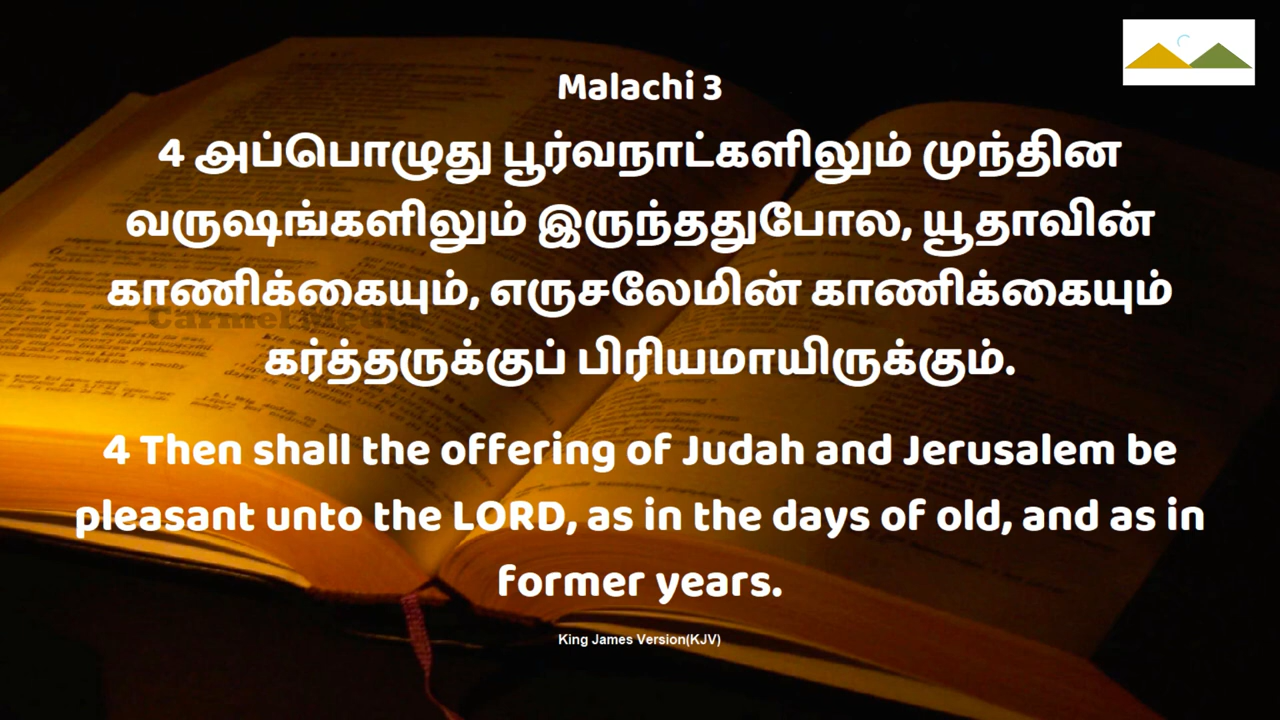 Malachi 3
4 அப்பொழுது பூர்வநாட்களிலும் முந்தின
வருஷங்களிலும் இருந்ததுபோல, யூதாவின்
காணிக்கையும், எருசலேமின் காணிக்கையும்
Carmel Media
கர்த்தருக்குப் பிரியமாயிருக்கும்.
4 Then shall the offering of Judah and Jerusalem be
pleasant unto the LORD, as in the days of old, and as in
former years.
King James Version(KJV)